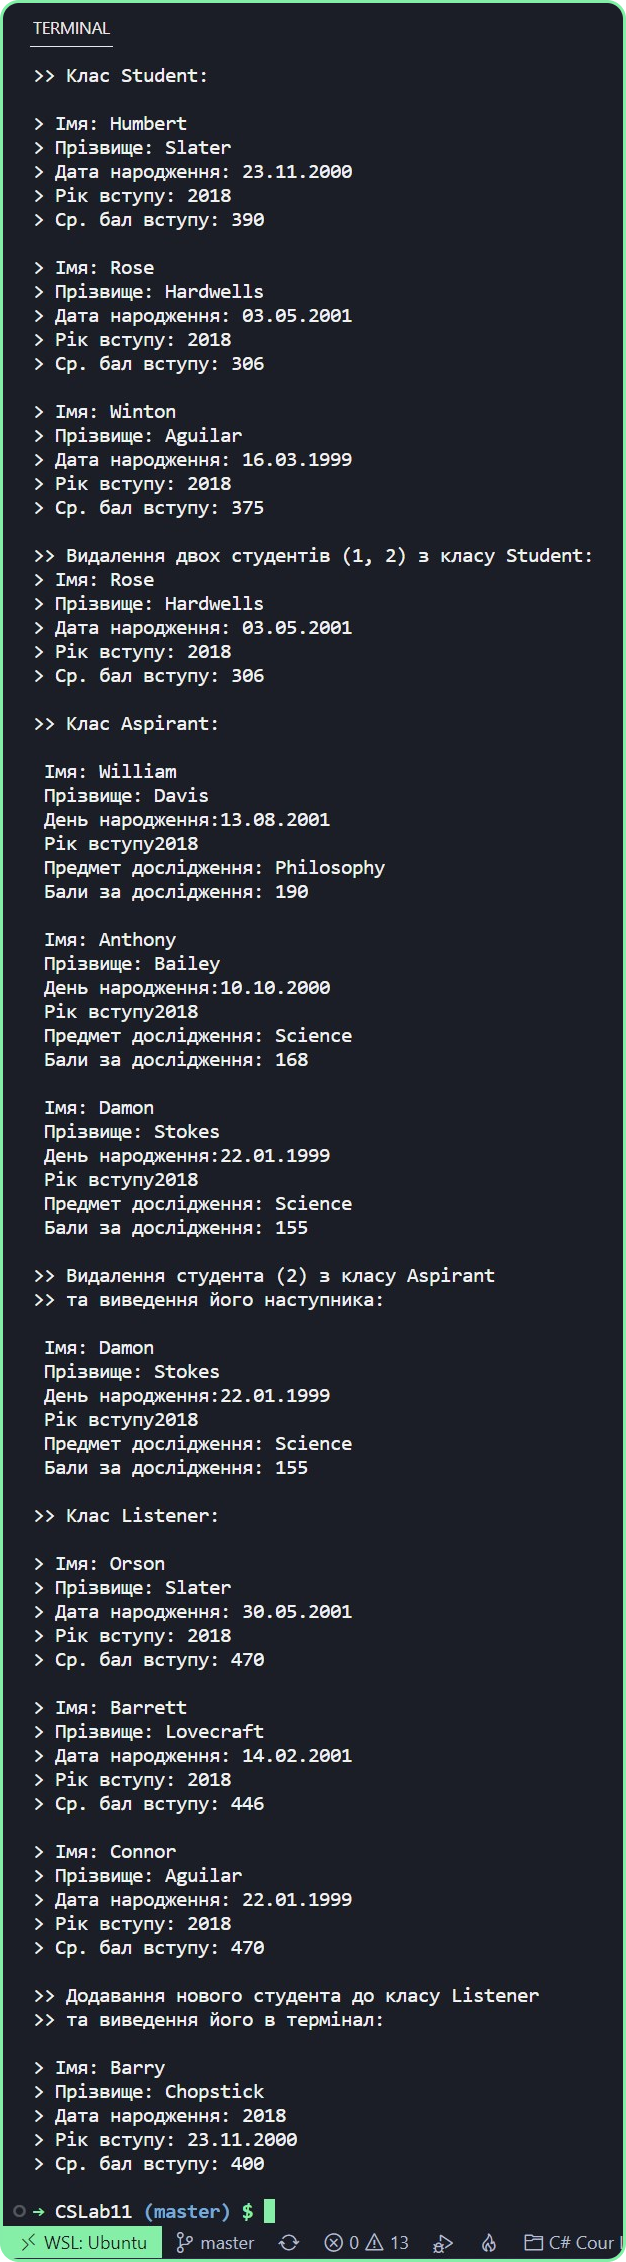 TERMINAL
>> Клас Student:
> Імя: Humbert
> Прізвище: Slater
> Дата народження: 23.11.2000
> Рік вступу: 2018
> Ср. бал вступу: 390
> Імя: Rose
> Прізвище: Hardwells
> Дата народження: 03.05.2001
> Рік вступу: 2018
> Ср. бал вступу: 306
> Імя: Winton
> Прізвище: Aguilar
> Дата народження: 16.03.1999
> Рік вступу: 2018
> Ср. бал вступу: 375
>> Видалення двох студентів (1, 2) з класу Student:
> Імя: Rose
> Прізвище: Hardwells
> Дата народження: 03.05.2001
> Рік вступу: 2018
> Ср. бал вступу: 306
>> Клас Aspirant:
Імя: William
Прізвище: Davis
День народження:13.08.2001
Рік вступу2018
Предмет дослідження: Philosophy
Бали за дослідження: 190
Імя: Anthony
Прізвище: Bailey
День народження:10.10.2000
Рік вступу2018
Предмет дослідження: Science
Бали за дослідження: 168
Імя: Damon
Прізвище: Stokes
День народження:22.01.1999
Рік вступу2018
Предмет дослідження: Science
Бали за дослідження: 155
>> Видалення студента (2) з класу Aspirant
>> та виведення його наступника:
Імя: Damon
Прізвище: Stokes
День народження:22.01.1999
Рік вступу2018
Предмет дослідження: Science
Бали за дослідження: 155
>> Клас Listener:
> Імя: Orson
> Прізвище: Slater
> Дата народження: 30.05.2001
> Рік вступу: 2018
> Ср. бал вступу: 470
> Імя: Barrett
> Прізвище: Lovecraft
> Дата народження: 14.02.2001
> Рік вступу: 2018
> Ср. бал вступу: 446
> Імя: Connor
> Прізвище: Aguilar
> Дата народження: 22.01.1999
> Рік вступу: 2018
> Ср. бал вступу: 470
>> Додавання нового студента до класу Listener
>> та виведення його в термінал:
> Імя: Barry
> Прізвище: Chopstick
> Дата народження: 2018
> Рік вступу: 23.11.2000
> Ср. бал вступу: 400
→ CSLab11 (master) $
WSL: Ubuntu master 0 13 C# Cour